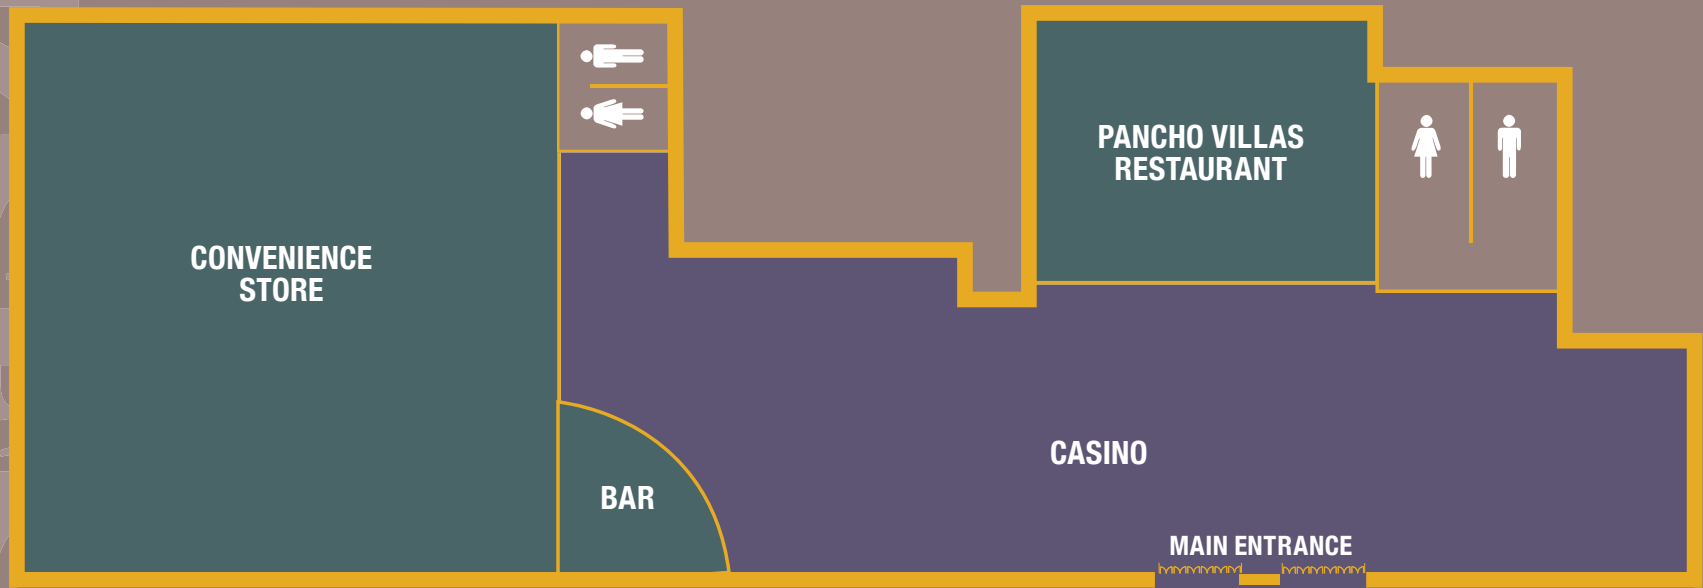 CONVENIENCE
STORE
PANCHO VILLAS
RESTAURANT
CASINO
BAR
MAIN ENTRANCE